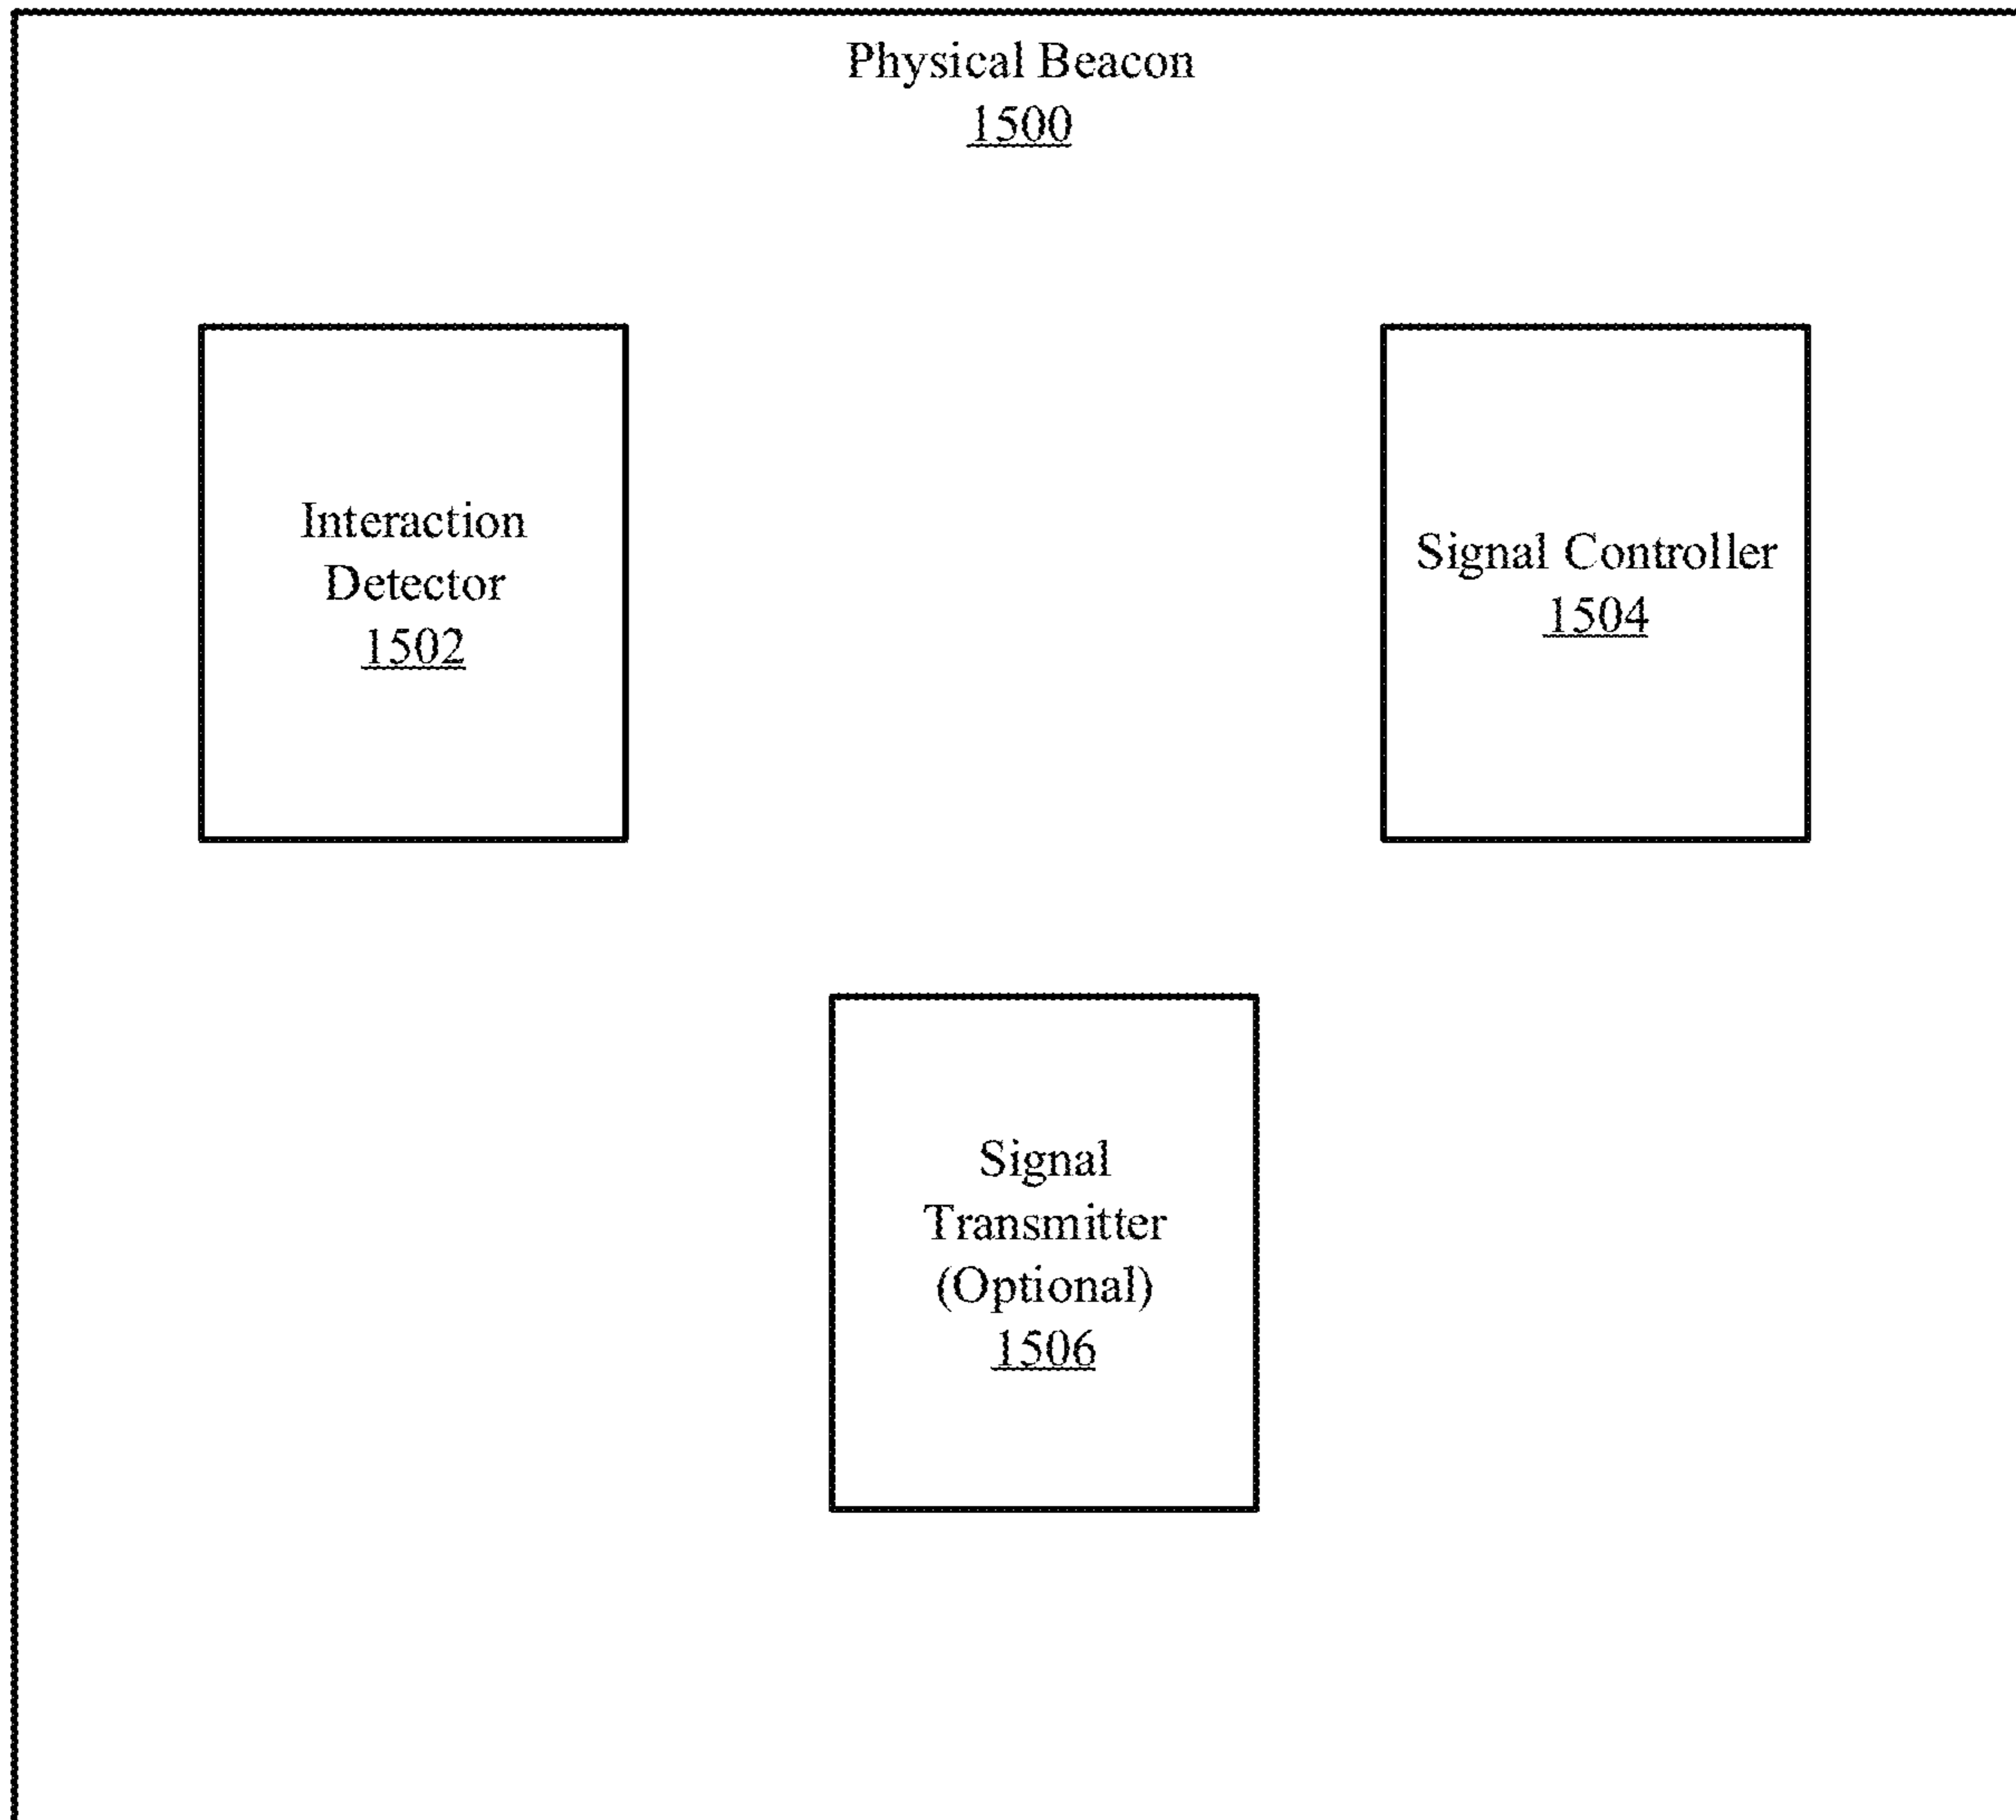 Physical Beacon
1500
Interaction
Detector
1502
Signal Controller
1504
Signal
Transmitter
(Optional)
1506